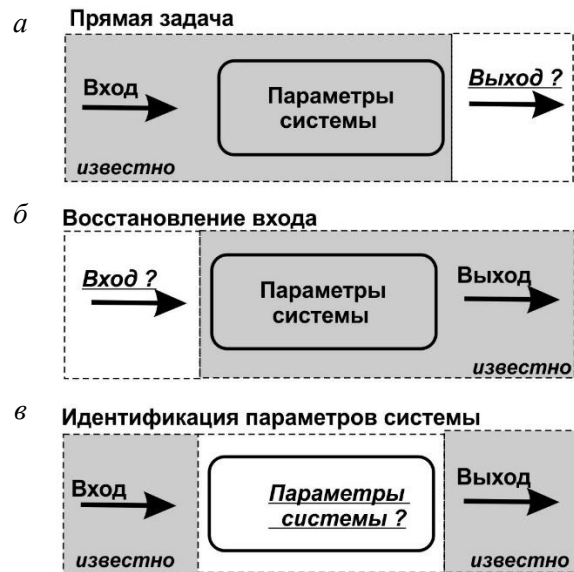 а Прямая задача
Вход
Параметры
системы
Выход ?
известно
б Восстановление входа
Вход ?
Параметры
системы
Выход
известно
в Идентификация параметров системы
Вход
Параметры
системы ?
Выход
известно
известно